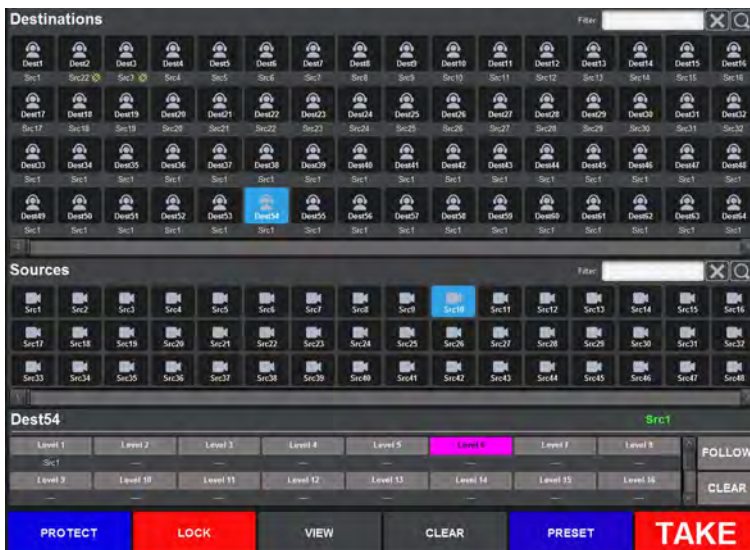 Destinations Filter:
Dest1 Dest2 Dest3 Dest4 Dest5 Dest6 Dest7 Dest8 Dest9 Dest10 Dest11 Dest12 Dest13 Dest14 Dest15 Dest16
Src1 Src22 Src3 Src4 Src5 Src6 Src7 Src8 Src9 Src10 Src11 Src12 Src13 Src14 Src15 Src16
Dest17 Dest18 Dest19 Dest20 Dest21 Dest22 Dest23 Dest24 Dest25 Dest26 Dest27 Dest28 Dest29 Dest30 Dest31 Dest32
Src17 Src18 Src19 Src20 Src21 Src22 Src23 Src24 Src25 Src26 Src27 Src28 Src29 Src30 Src31 Src32
Dest33 Dest34 Dest35 Dest36 Dest37 Dest38 Dest39 Dest40 Dest41 Dest42 Dest43 Dest44 Dest45 Dest46 Dest47 Dest48
Src1 Src1 Src1 Src1 Src1 Src1 Src1 Src1 Src1 Src1 Src1 Src1 Src1 Src1 Src1 Src1
Dest49 Dest50 Dest51 Dest52 Dest53 Dest54 Dest55 Dest56 Dest57 Dest58 Dest59 Dest60 Dest61 Dest62 Dest63 Dest64
Src1 Src1 Src1 Src1 Src1 Src1 Src1 Src1 Src1 Src1 Src1 Src1 Src1 Src1 Src1 Src1
Sources Filter:
Src1 Src2 Src3 Src4 Src5 Src6 Src7 Src8 Src9 Src10 Src11 Src12 Src13 Src14 Src15 Src16
Src17 Src18 Src19 Src20 Src21 Src22 Src23 Src24 Src25 Src26 Src27 Src28 Src29 Src30 Src31 Src32
Src33 Src34 Src35 Src36 Src37 Src38 Src39 Src40 Src41 Src42 Src43 Src44 Src45 Src46 Src47 Src48
Dest54 Src1
Level 1 Level 2 Level 3 Level 4 Level 5 Level 6 Level 7 Level 8 FOLLOW
Src1 — — — — — — —
Level 9 Level 10 Level 11 Level 12 Level 13 Level 14 Level 15 Level 16 CLEAR
— — — — — — — —
PROTECT LOCK VIEW CLEAR PRESET TAKE